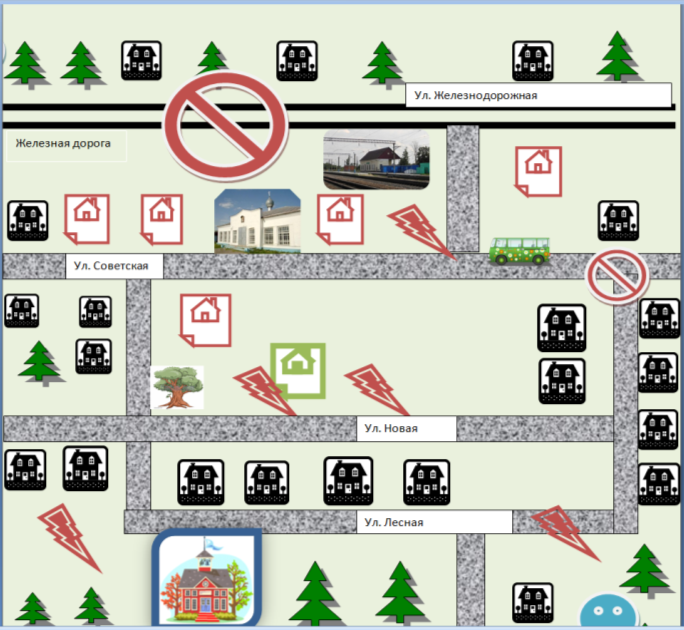 Ул. Железнодорожная
Железная дорога
Ул. Советская
Ул. Новая
Ул. Лесная